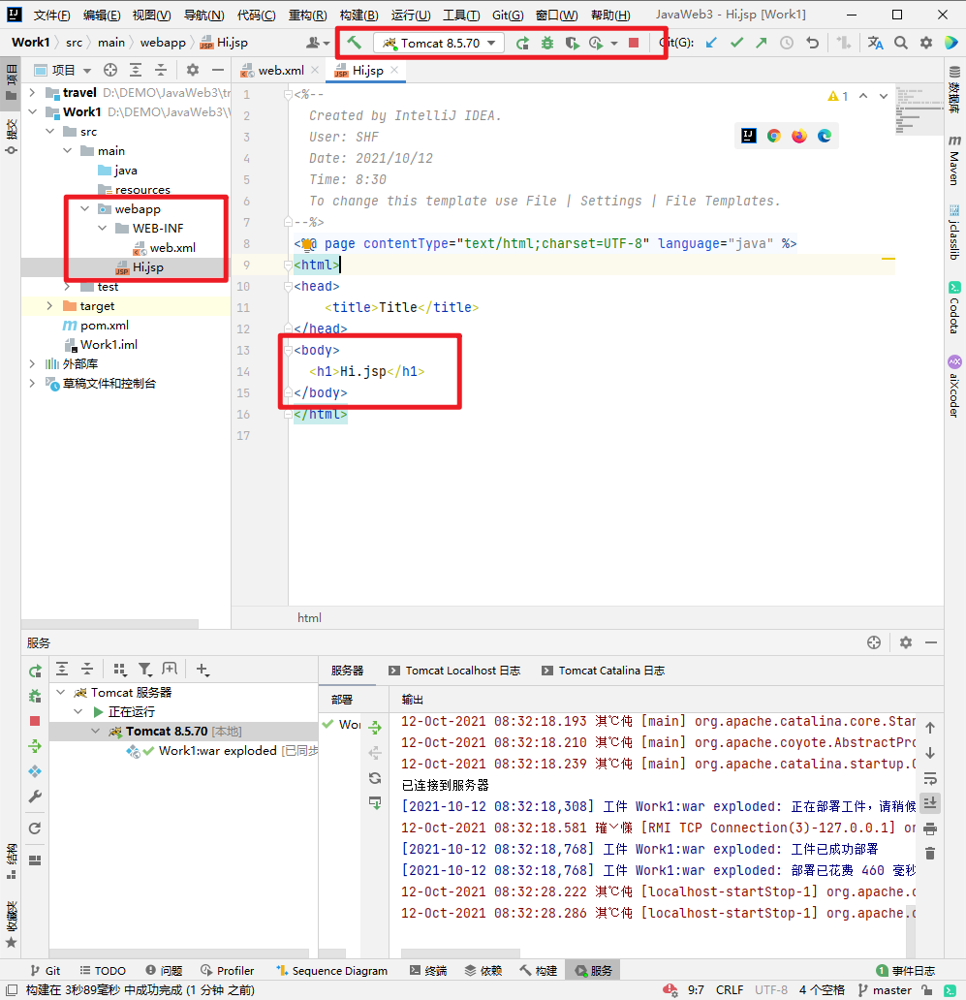 文件(F) 编辑(E) 视图(V) 导航(N) 代码(C) 重构(R) 构建(B) 运行(U) 工具(T) Git(G) 窗口(W) 帮助(H) JavaWeb3 - Hi.jsp [Work1]
Work1 src main webapp Hi.jsp Tomcat 8.5.70 Git(G):
项目
提交
结构
收藏夹
项目
travel D:\DEMO\JavaWeb3\tr
Work1 D:\DEMO\JavaWeb3\
src
main
java
resources
webapp
WEB-INF
web.xml
Hi.jsp
test
target
pom.xml
Work1.iml
外部库
草稿文件和控制台
web.xml Hi.jsp
1 <%--
2 Created by IntelliJ IDEA.
3 User: SHF
4 Date: 2021/10/12
5 Time: 8:30
6 To change this template use File | Settings | File Templates.
7 --%>
8 <%@ page contentType="text/html;charset=UTF-8" language="java" %>
9 <html>
10 <head>
11 <title>Title</title>
12 </head>
13 <body>
14 <h1>Hi.jsp</h1>
15 </body>
16 </html>
17
1
html
数据库
Maven
jclasslib
Codota
aiXcoder
服务
Tomcat 服务器
正在运行
Tomcat 8.5.70 [本地]
Work1:war exploded [已同步
服务器 Tomcat Localhost 日志 Tomcat Catalina 日志
部署 输出
Wor
12-Oct-2021 08:32:18.193 [main] org.apache.catalina.core.Star
12-Oct-2021 08:32:18.210 [main] org.apache.coyote.AbstractPro
12-Oct-2021 08:32:18.239 [main] org.apache.catalina.startup.C
已连接到服务器
[2021-10-12 08:32:18,308] 工件 Work1:war exploded: 正在部署工件，请稍候
12-Oct-2021 08:32:18.581 [RMI TCP Connection(3)-127.0.0.1] or
[2021-10-12 08:32:18,768] 工件 Work1:war exploded: 工件已成功部署
[2021-10-12 08:32:18,768] 工件 Work1:war exploded: 部署已花费 460 毫秒
12-Oct-2021 08:32:28.222 [localhost-startStop-1] org.apache.c
12-Oct-2021 08:32:28.286 [localhost-startStop-1] org.apache.c
Git TODO 问题 Profiler Sequence Diagram 终端 依赖 构建 服务 1 事件日志
构建在 3秒89毫秒 中成功完成 (1 分钟 之前) 9:7 CRLF UTF-8 4 个空格 master